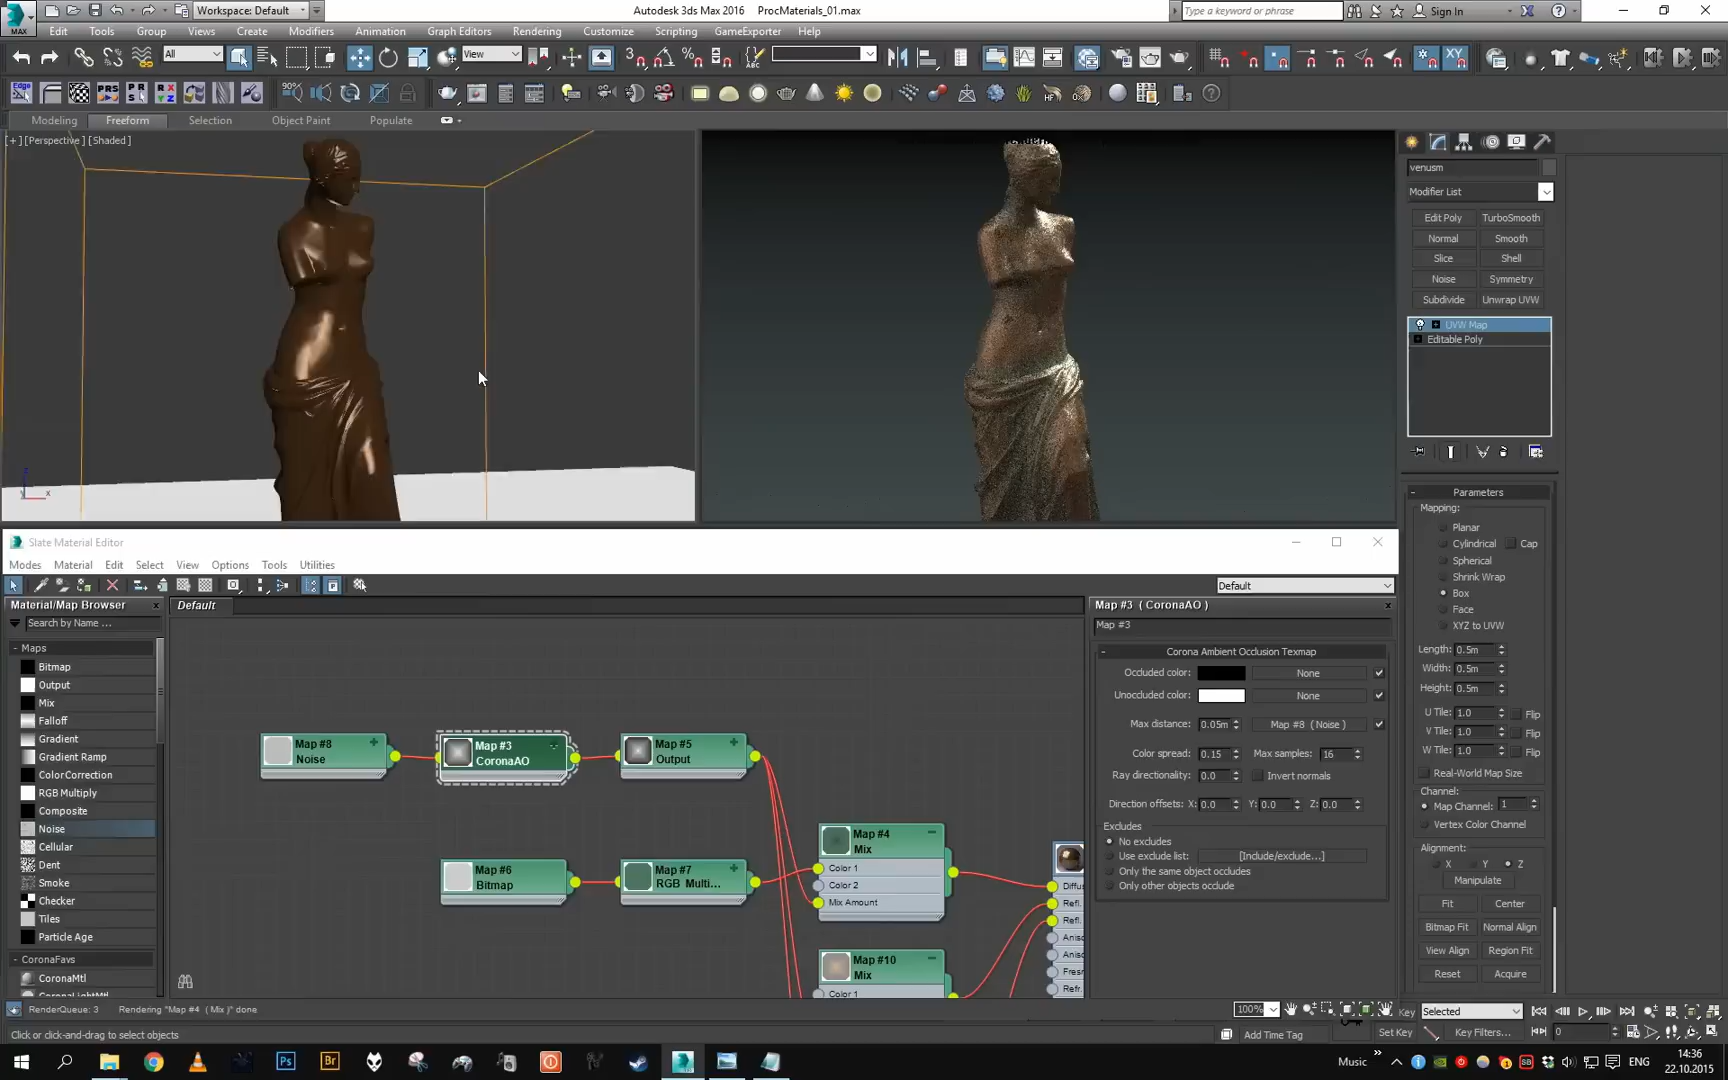 Workspace: Default
Autodesk 3ds Max 2016    ProcMaterials_01.max
Type a keyword or phrase
Sign In
MAX
Edit Tools Group Views Create Modifiers Animation Graph Editors Rendering Customize Scripting GameExporter Help
All
View
Modeling Freeform Selection Object Paint Populate
[+] [Perspective] [Shaded]
venusm
Modifier List
Edit Poly TurboSmooth
Normal Smooth
Slice Shell
Noise Symmetry
Subdivide Unwrap UVW
UVW Map
Editable Poly
Parameters
Mapping:
Planar
Cylindrical Cap
Spherical
Shrink Wrap
Box
Face
XYZ to UVW
Length: 0.5m
Width: 0.5m
Height: 0.5m
U Tile: 1.0 Flip
V Tile: 1.0 Flip
W Tile: 1.0 Flip
Real-World Map Size
Channel:
Map Channel: 1
Vertex Color Channel
Alignment:
X Y Z
Manipulate
Fit Center
Bitmap Fit Normal Align
View Align Region Fit
Reset Acquire
Slate Material Editor
Modes Material Edit Select View Options Tools Utilities
Default
Material/Map Browser
Search by Name ...
- Maps
Bitmap
Output
Mix
Falloff
Gradient
Gradient Ramp
ColorCorrection
RGB Multiply
Composite
Noise
Cellular
Dent
Smoke
Checker
Tiles
Particle Age
- CoronaFavs
CoronaMtl
CoronaLightMtl
Default
Map #8
Noise
Map #3
CoronaAO
Map #5
Output
Map #6
Bitmap
Map #7
RGB Multi...
Map #4
Mix
Color 1
Color 2
Mix Amount
Map #10
Mix
Color 1
Diffu
Refl.
Refl.
Aniso
Aniso
Fresn
Refr.
Map #3 ( CoronaAO )
Map #3
Corona Ambient Occlusion Texmap
Occluded color: None
Unoccluded color: None
Max distance: 0.05m Map #8 ( Noise )
Color spread: 0.15 Max samples: 16
Ray directionality: 0.0 Invert normals
Direction offsets: X: 0.0 Y: 0.0 Z: 0.0
Excludes
No excludes
Use exclude list: [Include/exclude...]
Only the same object occludes
Only other objects occlude
RenderQueue: 3 Rendering "Map #4 ( Mix )" done
100%
Key
Selected
Click or click-and-drag to select objects
Add Time Tag
Set Key
Key Filters...
0
Music
ENG
14:36
22.10.2015